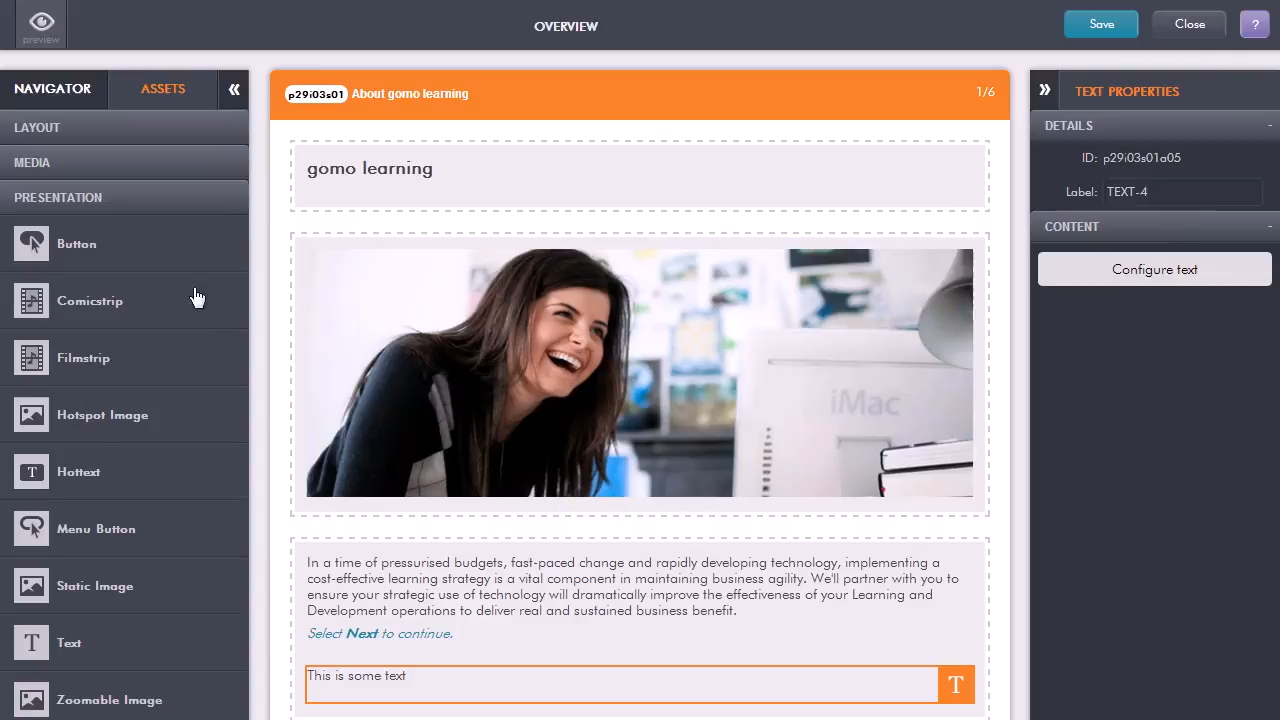 preview
OVERVIEW
Save
Close
?
NAVIGATOR
ASSETS
«
LAYOUT
MEDIA
PRESENTATION
Button
Comicstrip
Filmstrip
Hotspot Image
Hottext
Menu Button
Static Image
Text
Zoomable Image
p29i03s01 About gomo learning
1/6
gomo learning
iMac
In a time of pressurised budgets, fast-paced change and rapidly developing technology, implementing a
cost-effective learning strategy is a vital component in maintaining business agility. We'll partner with you to
ensure your strategic use of technology will dramatically improve the effectiveness of your Learning and
Development operations to deliver real and sustained business benefit.
Select Next to continue.
This is some text
T
»
TEXT PROPERTIES
DETAILS -
ID: p29i03s01a05
Label: TEXT-4
CONTENT -
Configure text